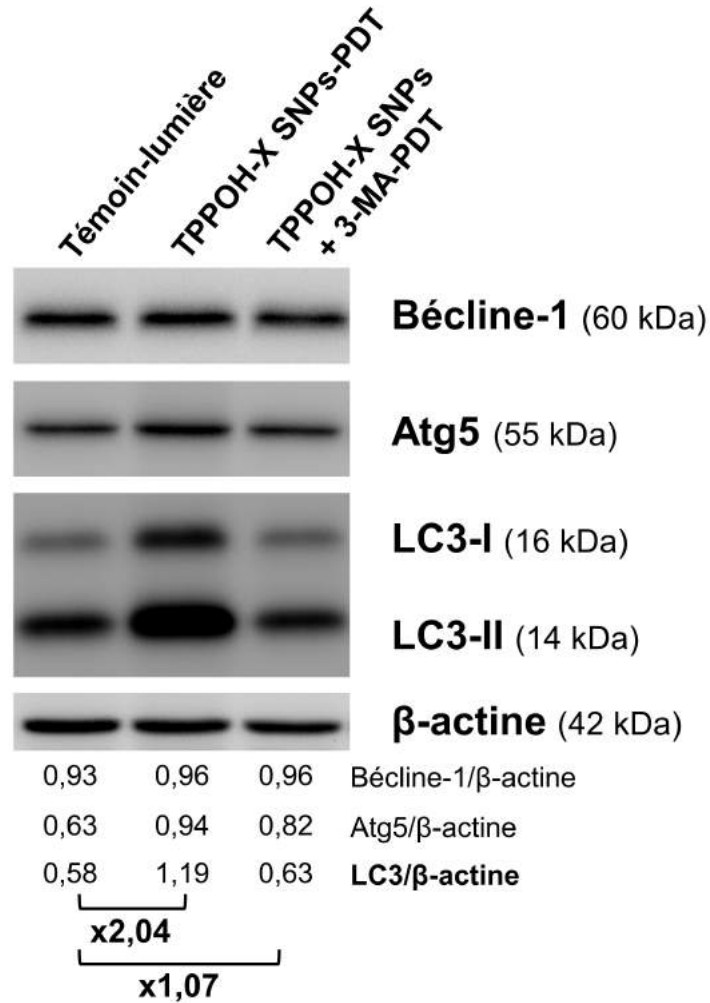 Témoin-lumière
TPPOH-X SNPs-PDT
TPPOH-X SNPs
+ 3-MA-PDT
Bécline-1 (60 kDa)
Atg5 (55 kDa)
LC3-I (16 kDa)
LC3-II (14 kDa)
β-actine (42 kDa)
0,93 0,96 0,96 Bécline-1/β-actine
0,63 0,94 0,82 Atg5/β-actine
0,58 1,19 0,63 LC3/β-actine
x2,04
x1,07